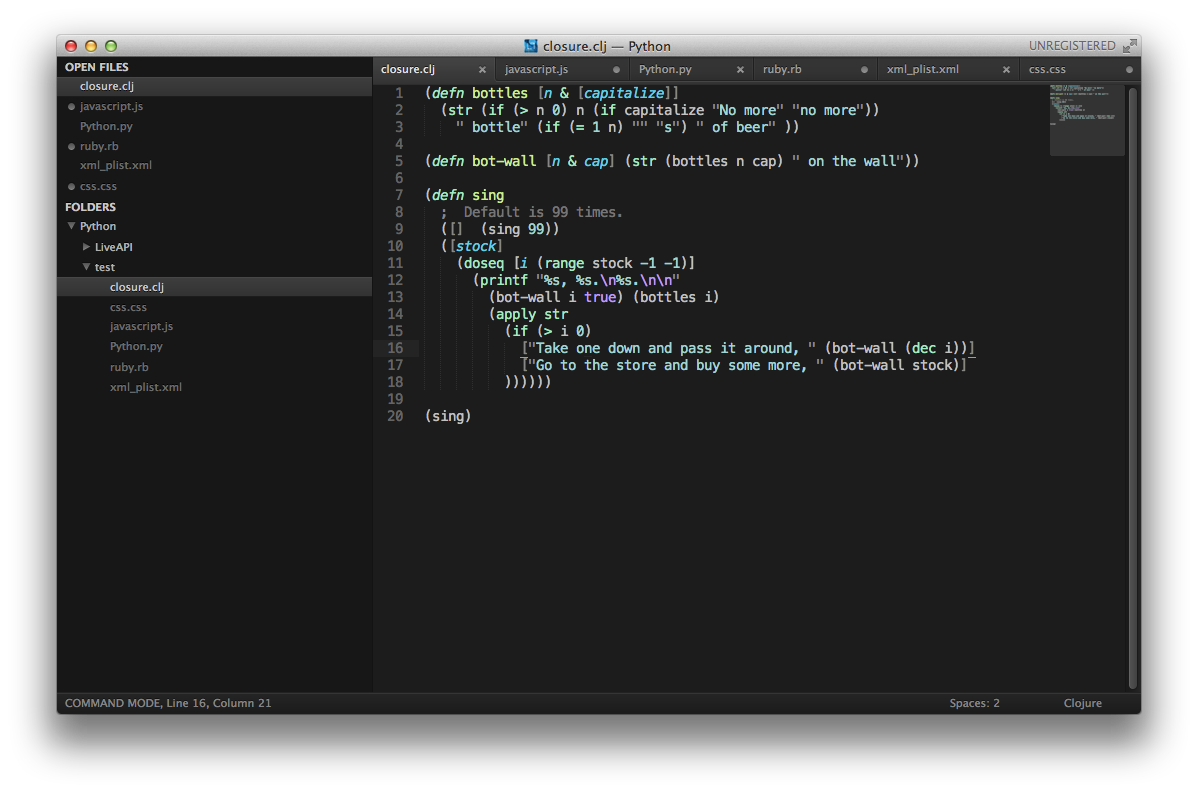 closure.clj — Python
UNREGISTERED
OPEN FILES
closure.clj
javascript.js
Python.py
ruby.rb
xml_plist.xml
css.css
FOLDERS
Python
LiveAPI
test
closure.clj
css.css
javascript.js
Python.py
ruby.rb
xml_plist.xml
closure.clj × javascript.js Python.py × ruby.rb xml_plist.xml × css.css
1 (defn bottles [n & [capitalize]]
2   (str (if (> n 0) n (if capitalize "No more" "no more"))
3     " bottle" (if (= 1 n) "" "s") " of beer" ))
4
5 (defn bot-wall [n & cap] (str (bottles n cap) " on the wall"))
6
7 (defn sing
8   ;  Default is 99 times.
9   ([]  (sing 99))
10   ([stock]
11     (doseq [i (range stock -1 -1)]
12       (printf "%s, %s.\n%s.\n\n"
13         (bot-wall i true) (bottles i)
14         (apply str
15           (if (> i 0)
16             ["Take one down and pass it around, " (bot-wall (dec i))]
17             ["Go to the store and buy some more, " (bot-wall stock)]
18           ))))))
19
20 (sing)
COMMAND MODE, Line 16, Column 21
Spaces: 2
Clojure